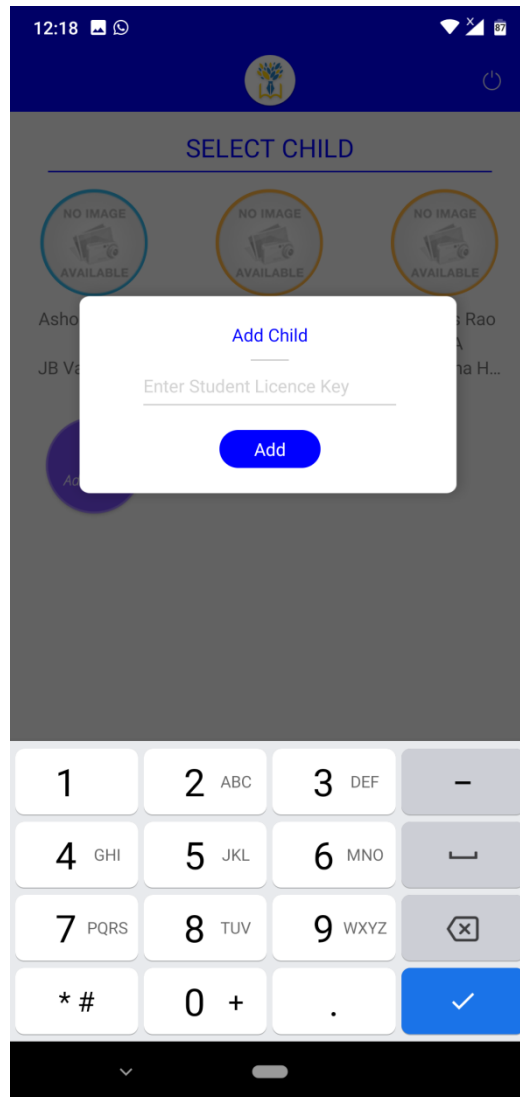 12:18
87
SELECT CHILD
NO IMAGE AVAILABLE
NO IMAGE AVAILABLE
NO IMAGE AVAILABLE
Asho
s Rao
A
JB Va
na H...
Add Child
Enter Student Licence Key
Add
Ad
1
2 ABC
3 DEF
-
4 GHI
5 JKL
6 MNO
7 PQRS
8 TUV
9 WXYZ
* #
0 +
.